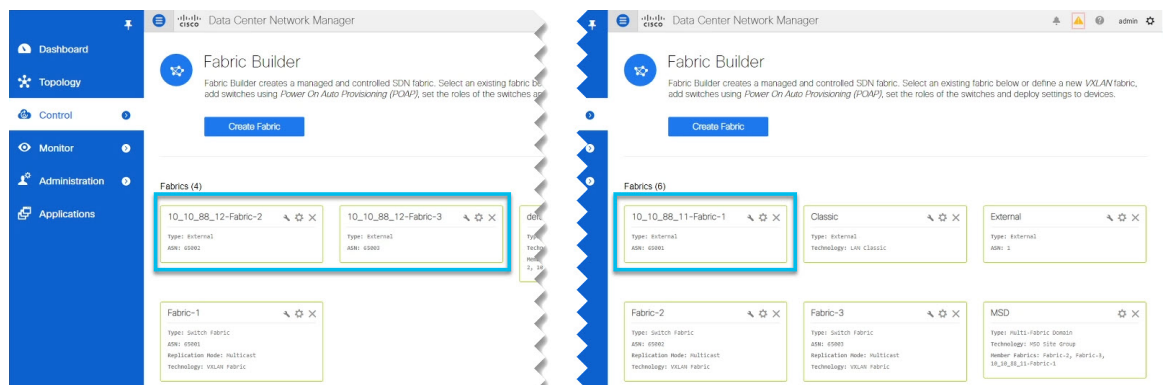 Dashboard
Topology
Control
Monitor
Administration
Applications
cisco Data Center Network Manager
Fabric Builder
Fabric Builder creates a managed and controlled SDN fabric. Select an existing fabric be
add switches using Power On Auto Provisioning (POAP), set the roles of the switches an
Create Fabric
Fabrics (4)
10_10_88_12-Fabric-2
Type: External
ASN: 65002
10_10_88_12-Fabric-3
Type: External
ASN: 65003
Fabric-1
Type: Switch Fabric
ASN: 65001
Replication Mode: Multicast
Technology: VXLAN Fabric
cisco Data Center Network Manager
admin
Fabric Builder
Fabric Builder creates a managed and controlled SDN fabric. Select an existing fabric below or define a new VXLAN fabric,
add switches using Power On Auto Provisioning (POAP), set the roles of the switches and deploy settings to devices.
Create Fabric
Fabrics (6)
10_10_88_11-Fabric-1
Type: External
ASN: 65001
Classic
Type: External
Technology: LAN Classic
External
Type: External
ASN: 1
Fabric-2
Type: Switch Fabric
ASN: 65002
Replication Mode: Multicast
Technology: VXLAN Fabric
Fabric-3
Type: Switch Fabric
ASN: 65003
Replication Mode: Multicast
Technology: VXLAN Fabric
MSD
Type: Multi-Fabric Domain
Technology: MSD Site Group
Member Fabrics: Fabric-2, Fabric-3,
10_10_88_11-Fabric-1